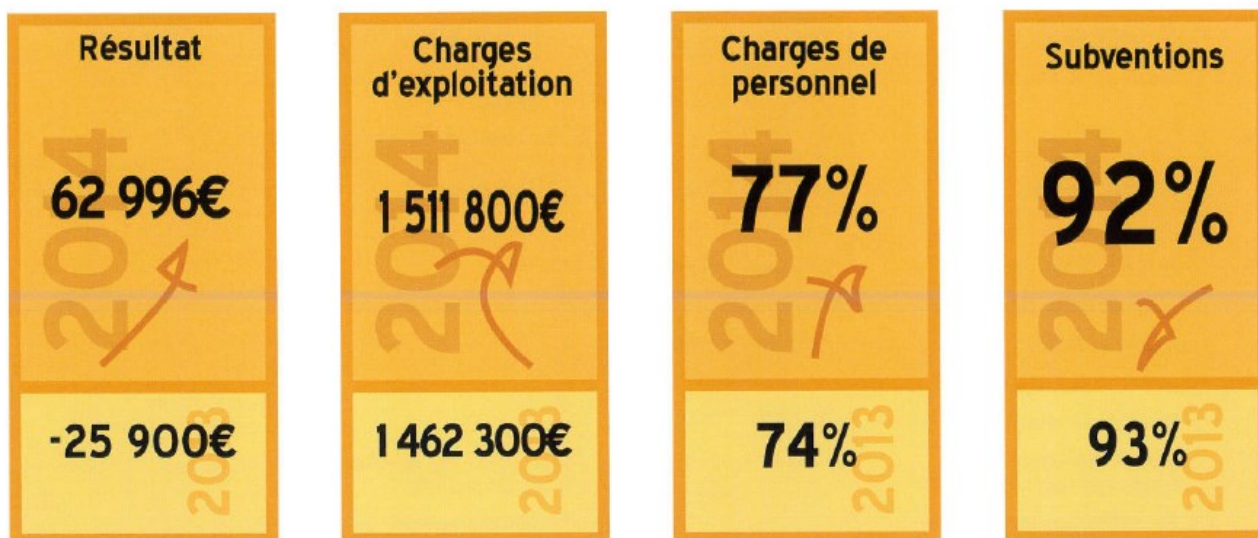 Résultat
2014
62 996€
2013
-25 900€
Charges
d'exploitation
2014
1 511 800€
2013
1 462 300€
Charges de
personnel
2014
77%
2013
74%
Subventions
2014
92%
2013
93%